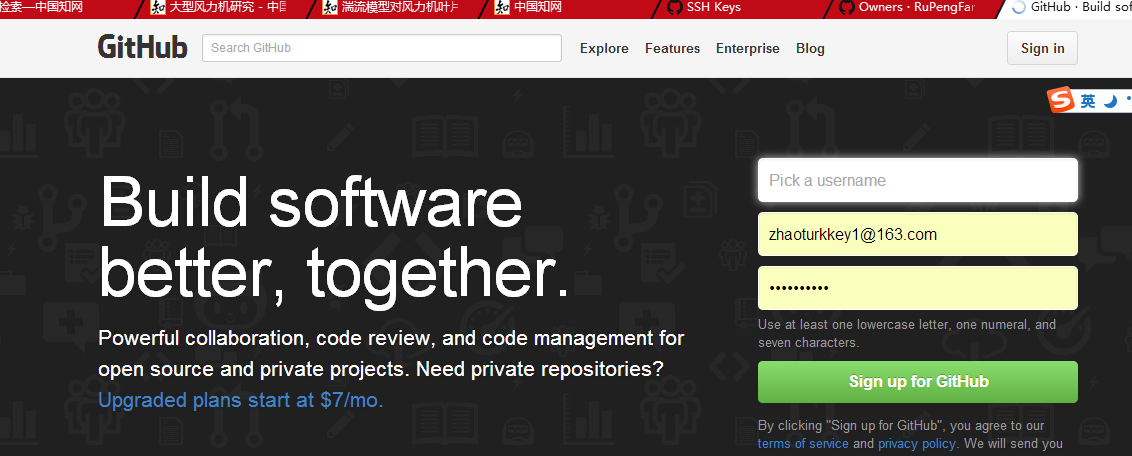 检索—中国知网
大型风力机研究 - 中国
湍流模型对风力机叶片
中国知网
SSH Keys
Owners · RuPengFar
GitHub · Build sof
GitHub
Search GitHub
Explore
Features
Enterprise
Blog
Sign in
英
Build software
better, together.
Powerful collaboration, code review, and code management for
open source and private projects. Need private repositories?
Upgraded plans start at $7/mo.
Pick a username
zhaoturkkey1@163.com
••••••••••
Use at least one lowercase letter, one numeral, and
seven characters.
Sign up for GitHub
By clicking "Sign up for GitHub", you agree to our
terms of service and privacy policy. We will send you